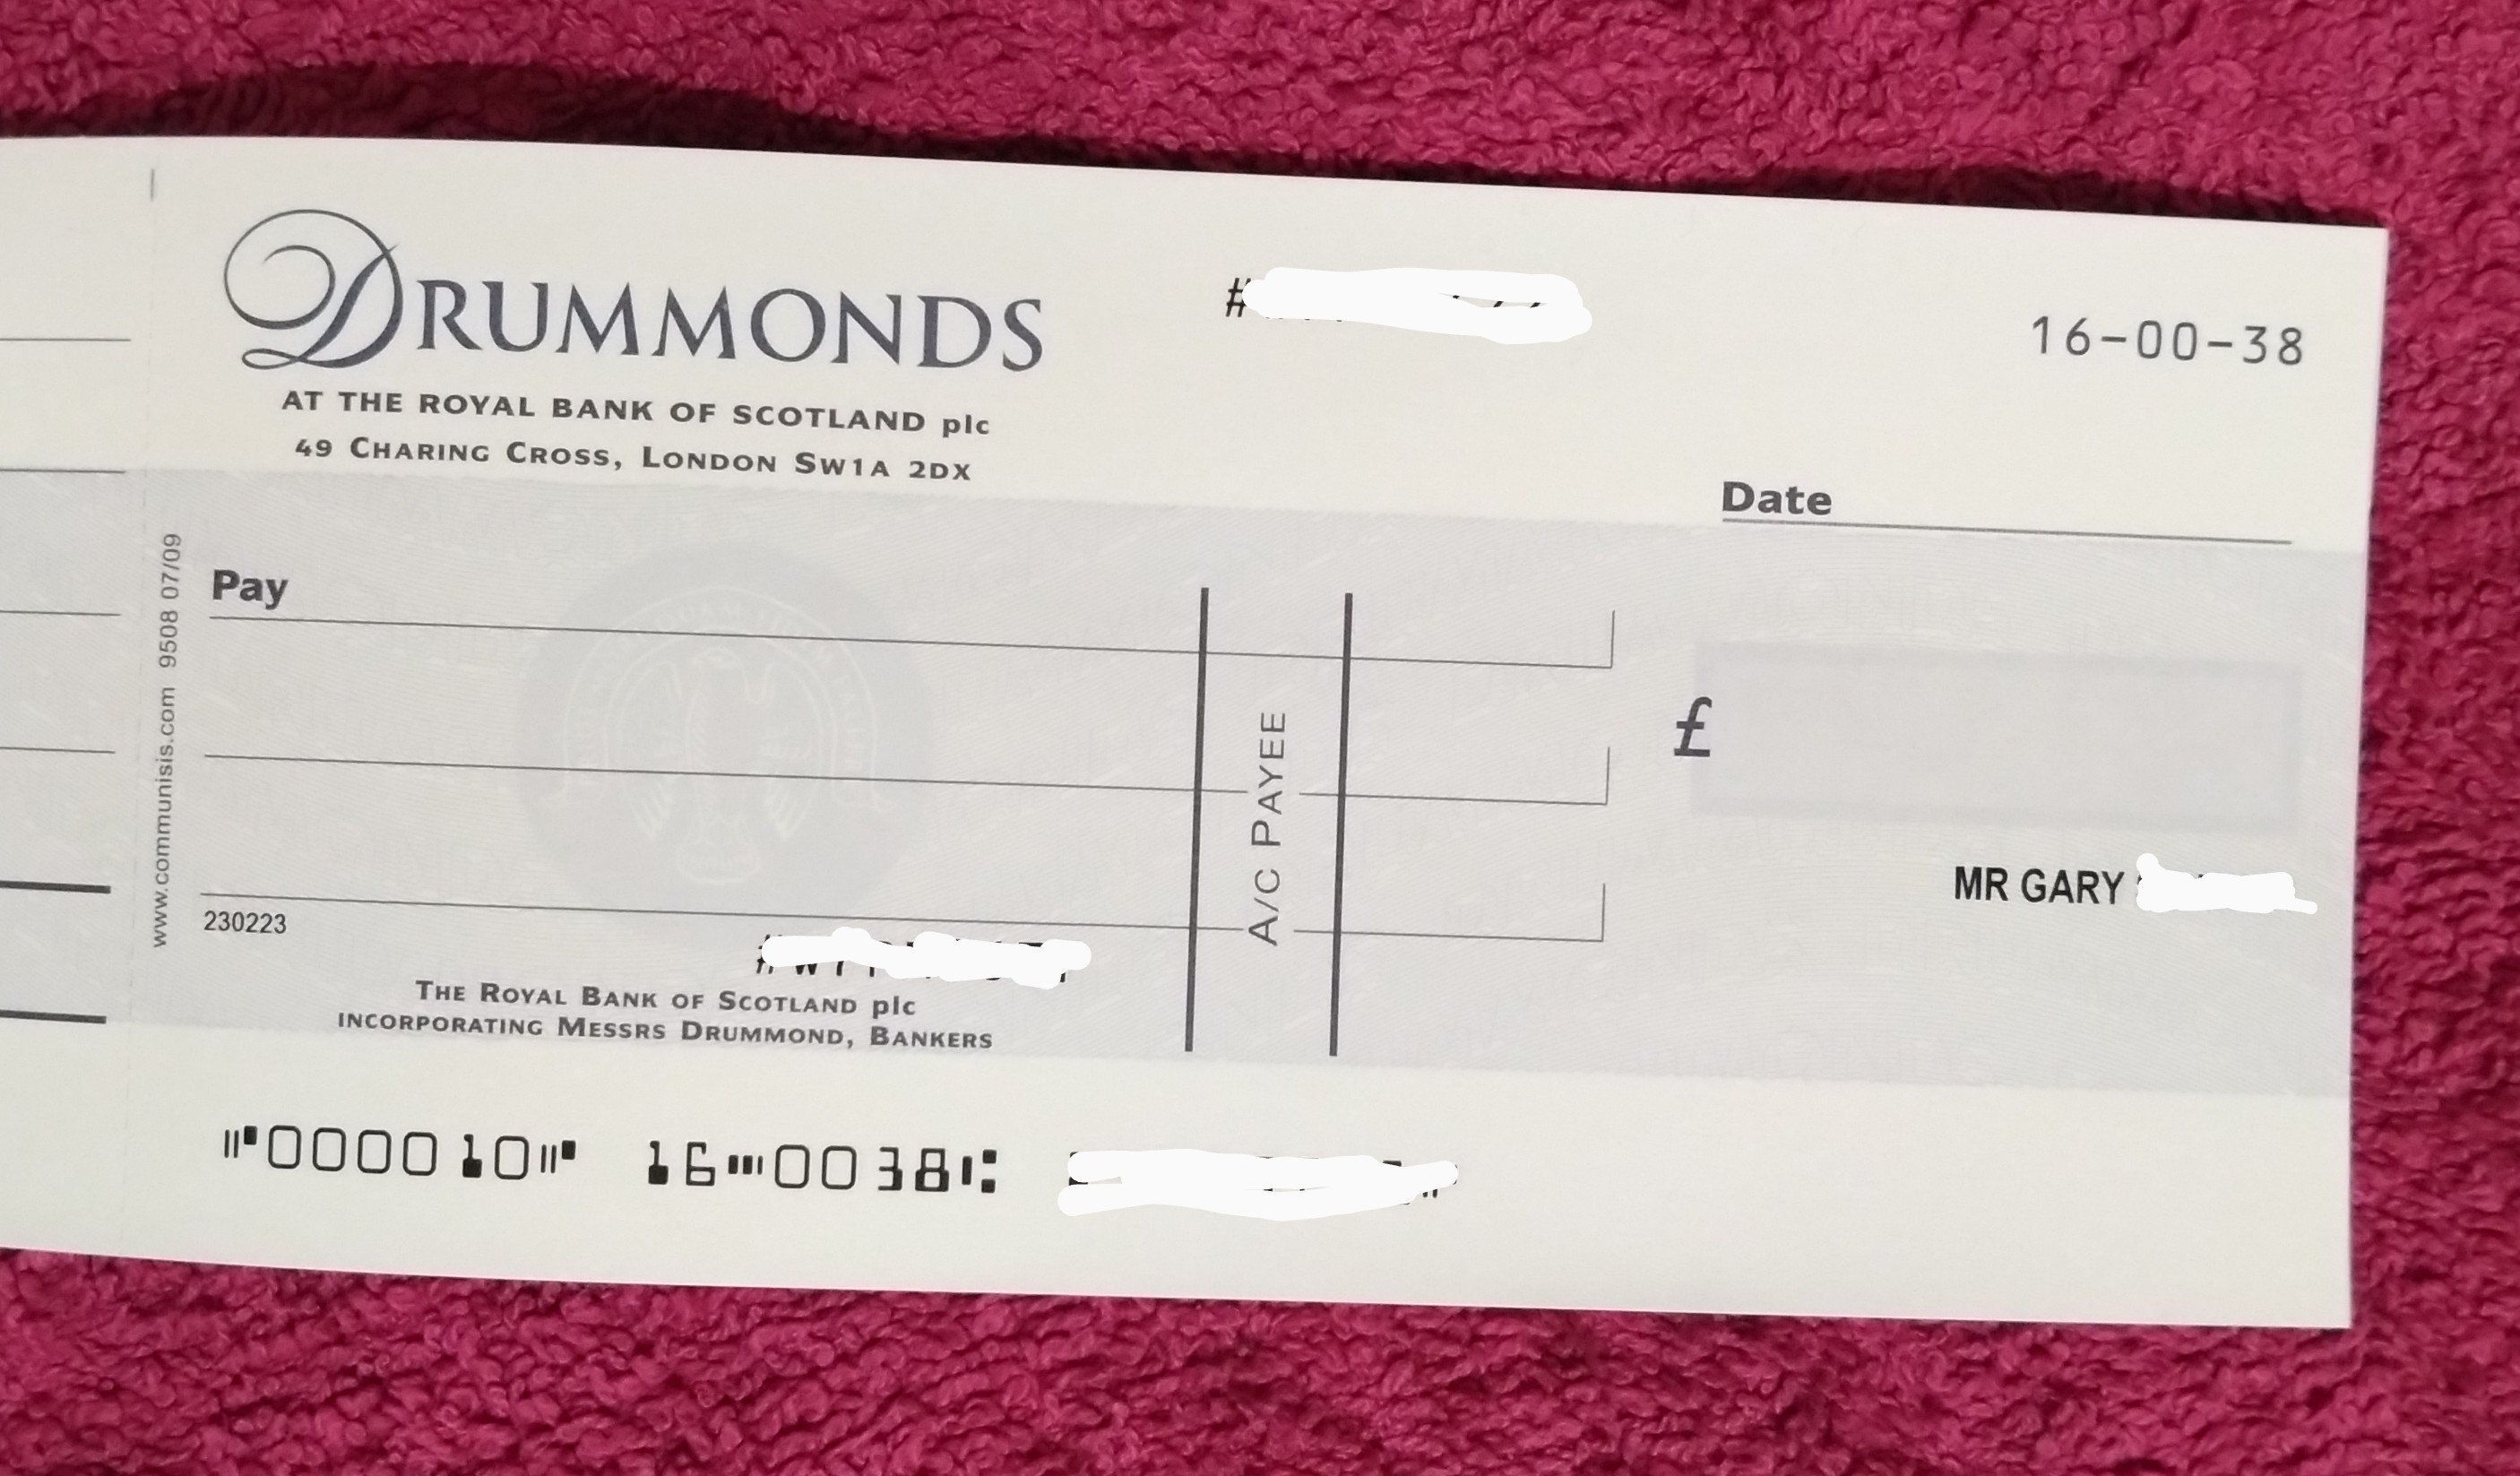 DRUMMONDS
AT THE ROYAL BANK OF SCOTLAND plc
49 CHARING CROSS, LONDON SW1A 2DX
#
16-00-38
Date
Pay
£
A/C PAYEE
MR GARY
www.communisis.com 9508 07/09
230223
THE ROYAL BANK OF SCOTLAND plc
INCORPORATING MESSRS DRUMMOND, BANKERS
⑈000010⑈ 16⑉0038⑆